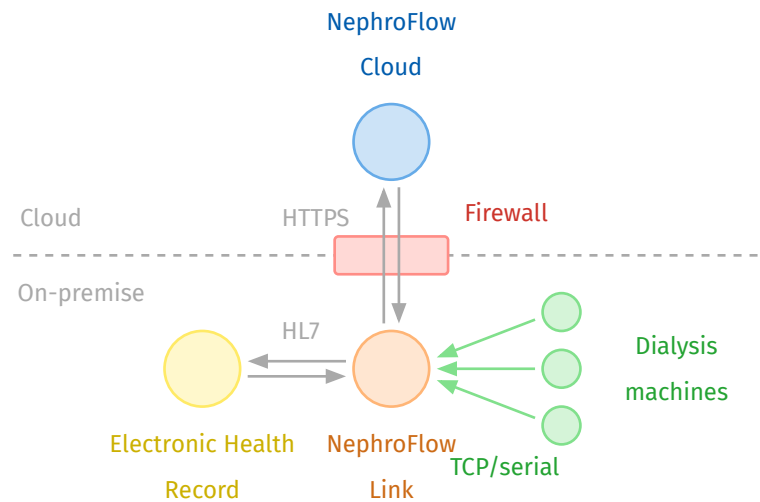 NephroFlow
Cloud
Cloud
HTTPS
Firewall
On-premise
HL7
Dialysis
machines
Electronic Health
Record
NephroFlow
Link
TCP/serial